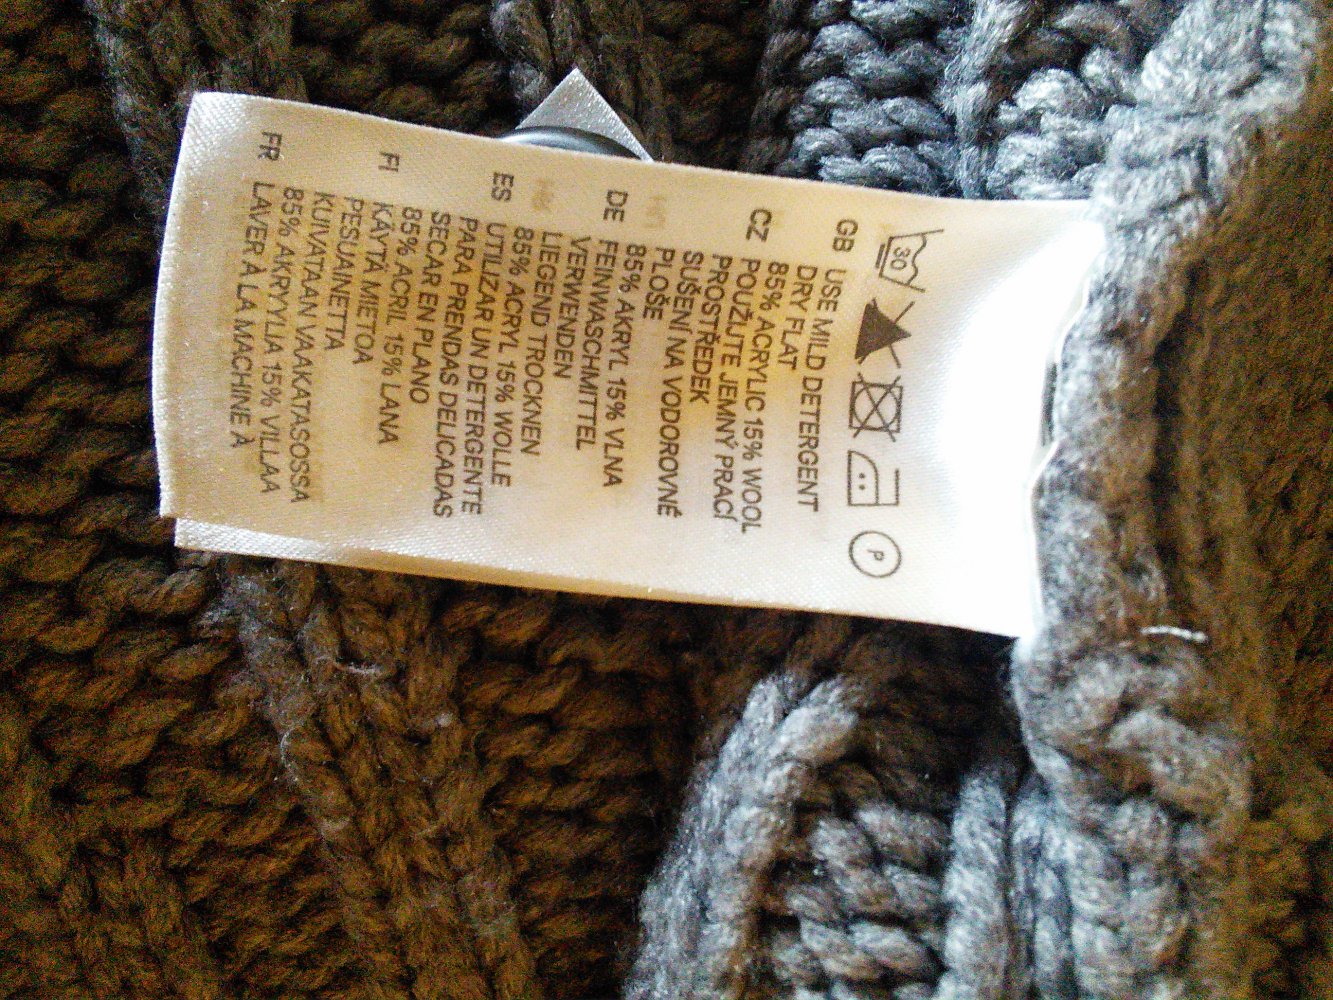 30
P
GB USE MILD DETERGENT
DRY FLAT
85% ACRYLIC 15% WOOL
CZ POUŽIJTE JEMNÝ PRACÍ
PROSTŘEDEK
SUŠENÍ NA VODOROVNÉ
PLOŠE
85% AKRYL 15% VLNA
DE FEINWASCHMITTEL
VERWENDEN
LIEGEND TROCKNEN
85% ACRYL 15% WOLLE
ES UTILIZAR UN DETERGENTE
PARA PRENDAS DELICADAS
SECAR EN PLANO
85% ACRIL 15% LANA
FI KÄYTÄ MIETOA
PESUAINETTA
KUIVATAAN VAAKATASOSSA
85% AKRYYLIA 15% VILLAA
FR LAVER À LA MACHINE À